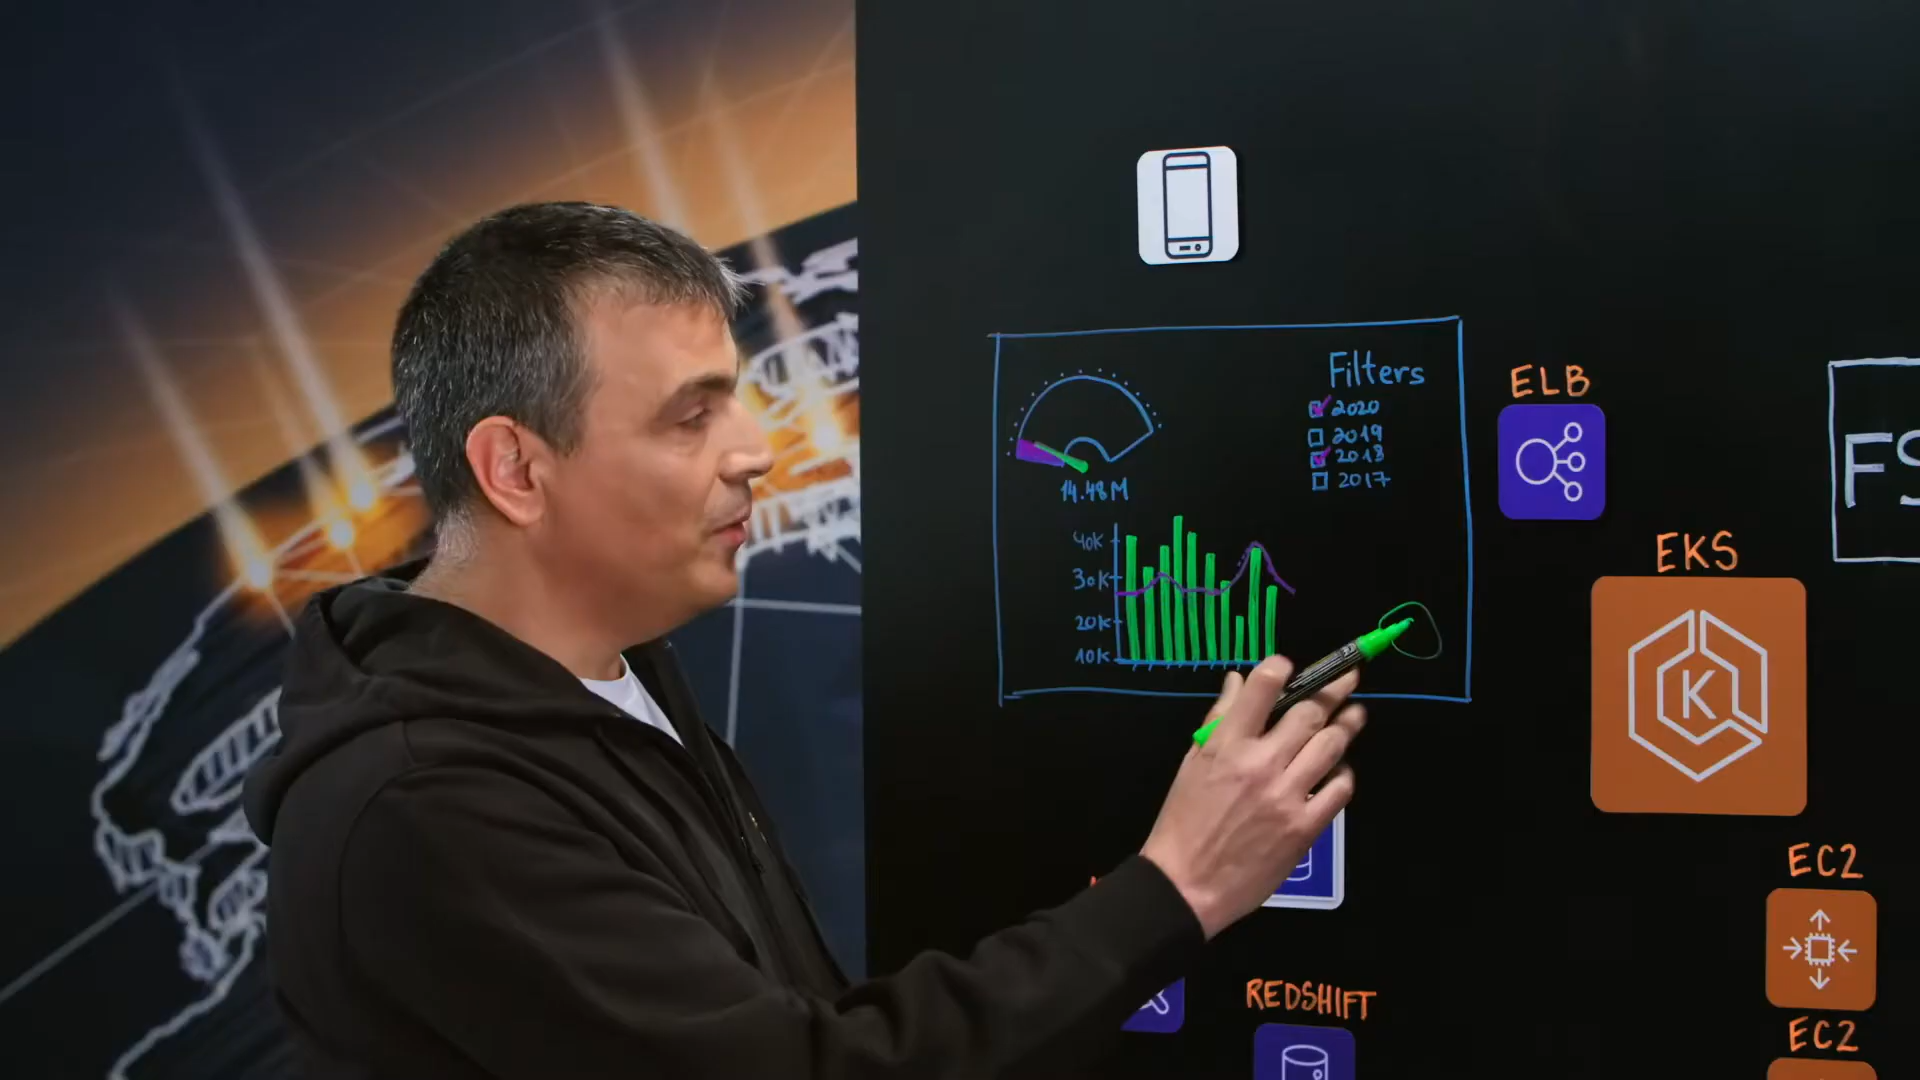 Filters
2020
2019
2018
2017
14.48M
40K
30K
20K
10K
ELB
FS
EKS
K
EC2
REDSHIFT
EC2